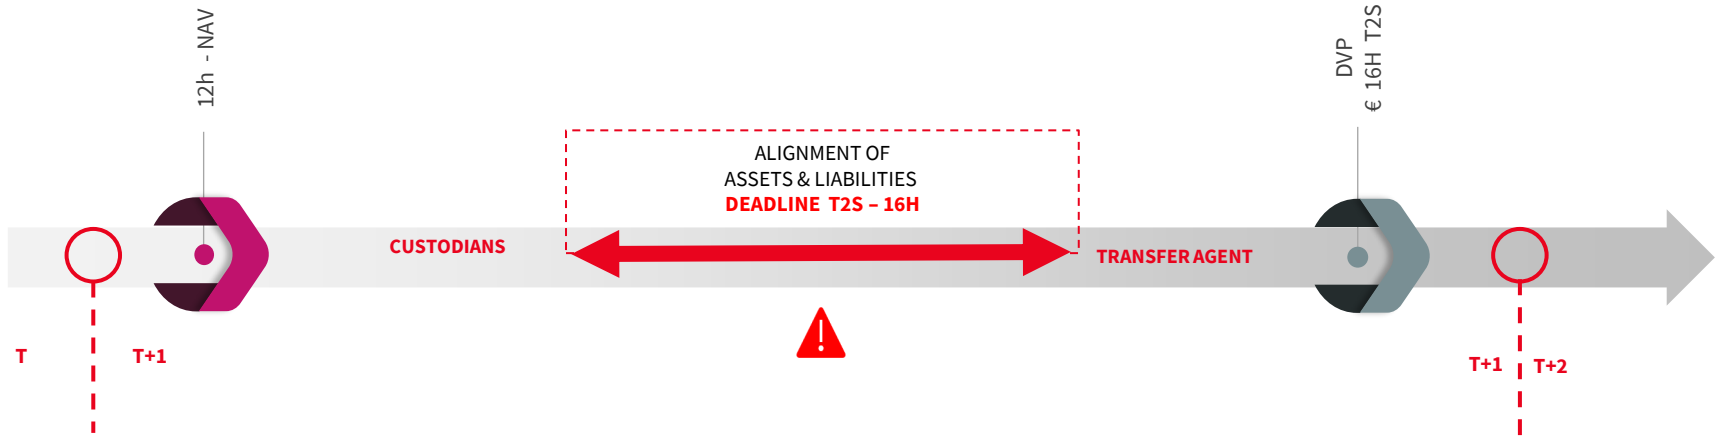 12h - NAV
DVP
€ 16H T2S
ALIGNMENT OF
ASSETS & LIABILITIES
DEADLINE T2S – 16H
CUSTODIANS
TRANSFER AGENT
T
T+1
T+1
T+2